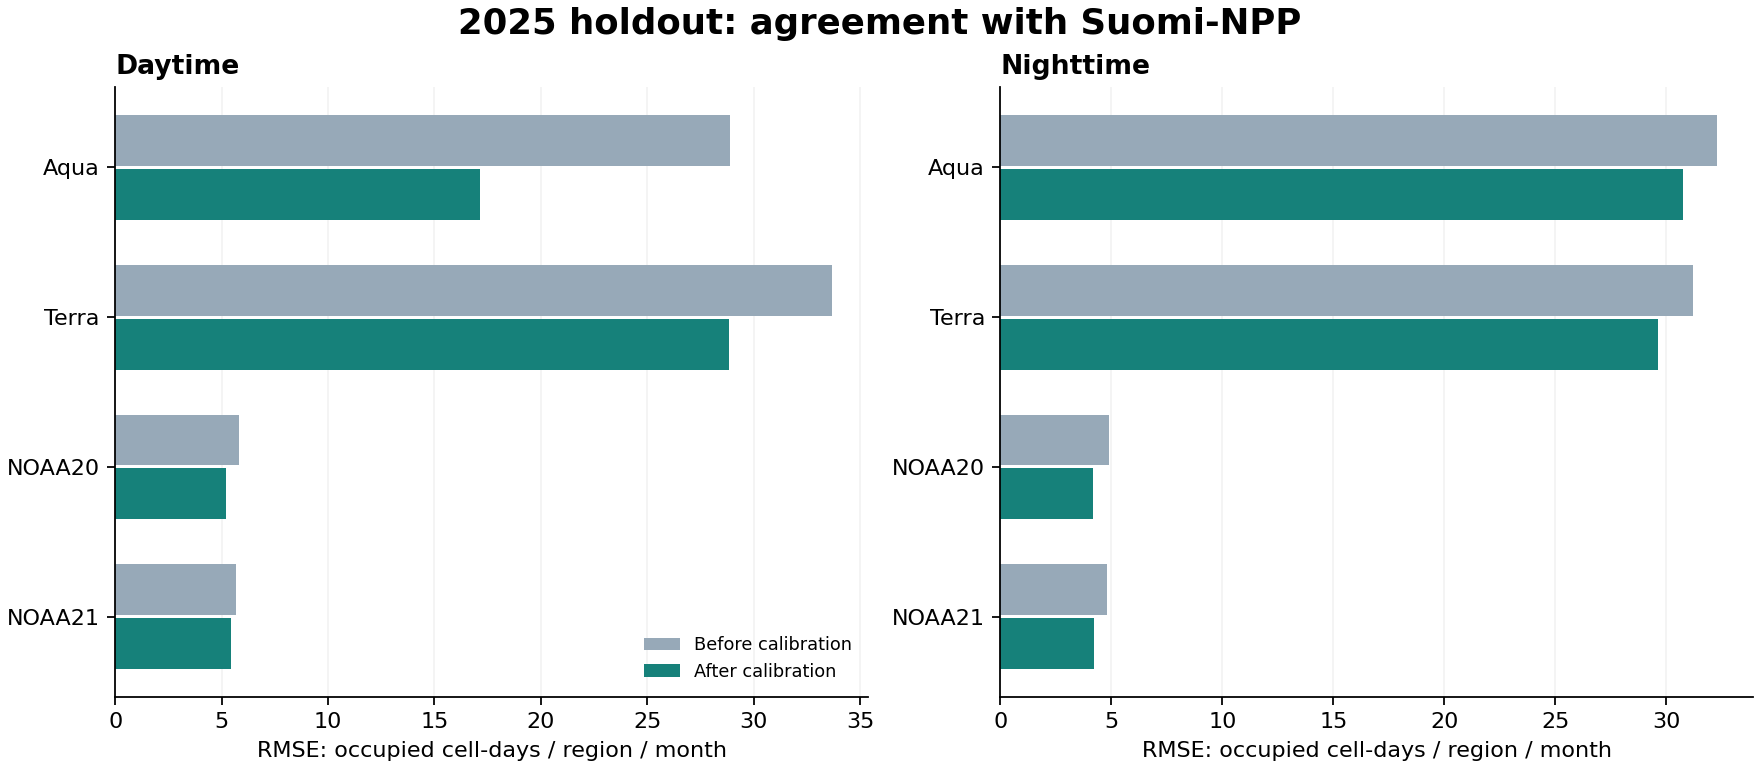 2025 holdout: agreement with Suomi-NPP
Daytime
Aqua
Terra
NOAA20
NOAA21
Before calibration
After calibration
0 5 10 15 20 25 30 35
RMSE: occupied cell-days / region / month
Nighttime
Aqua
Terra
NOAA20
NOAA21
0 5 10 15 20 25 30
RMSE: occupied cell-days / region / month